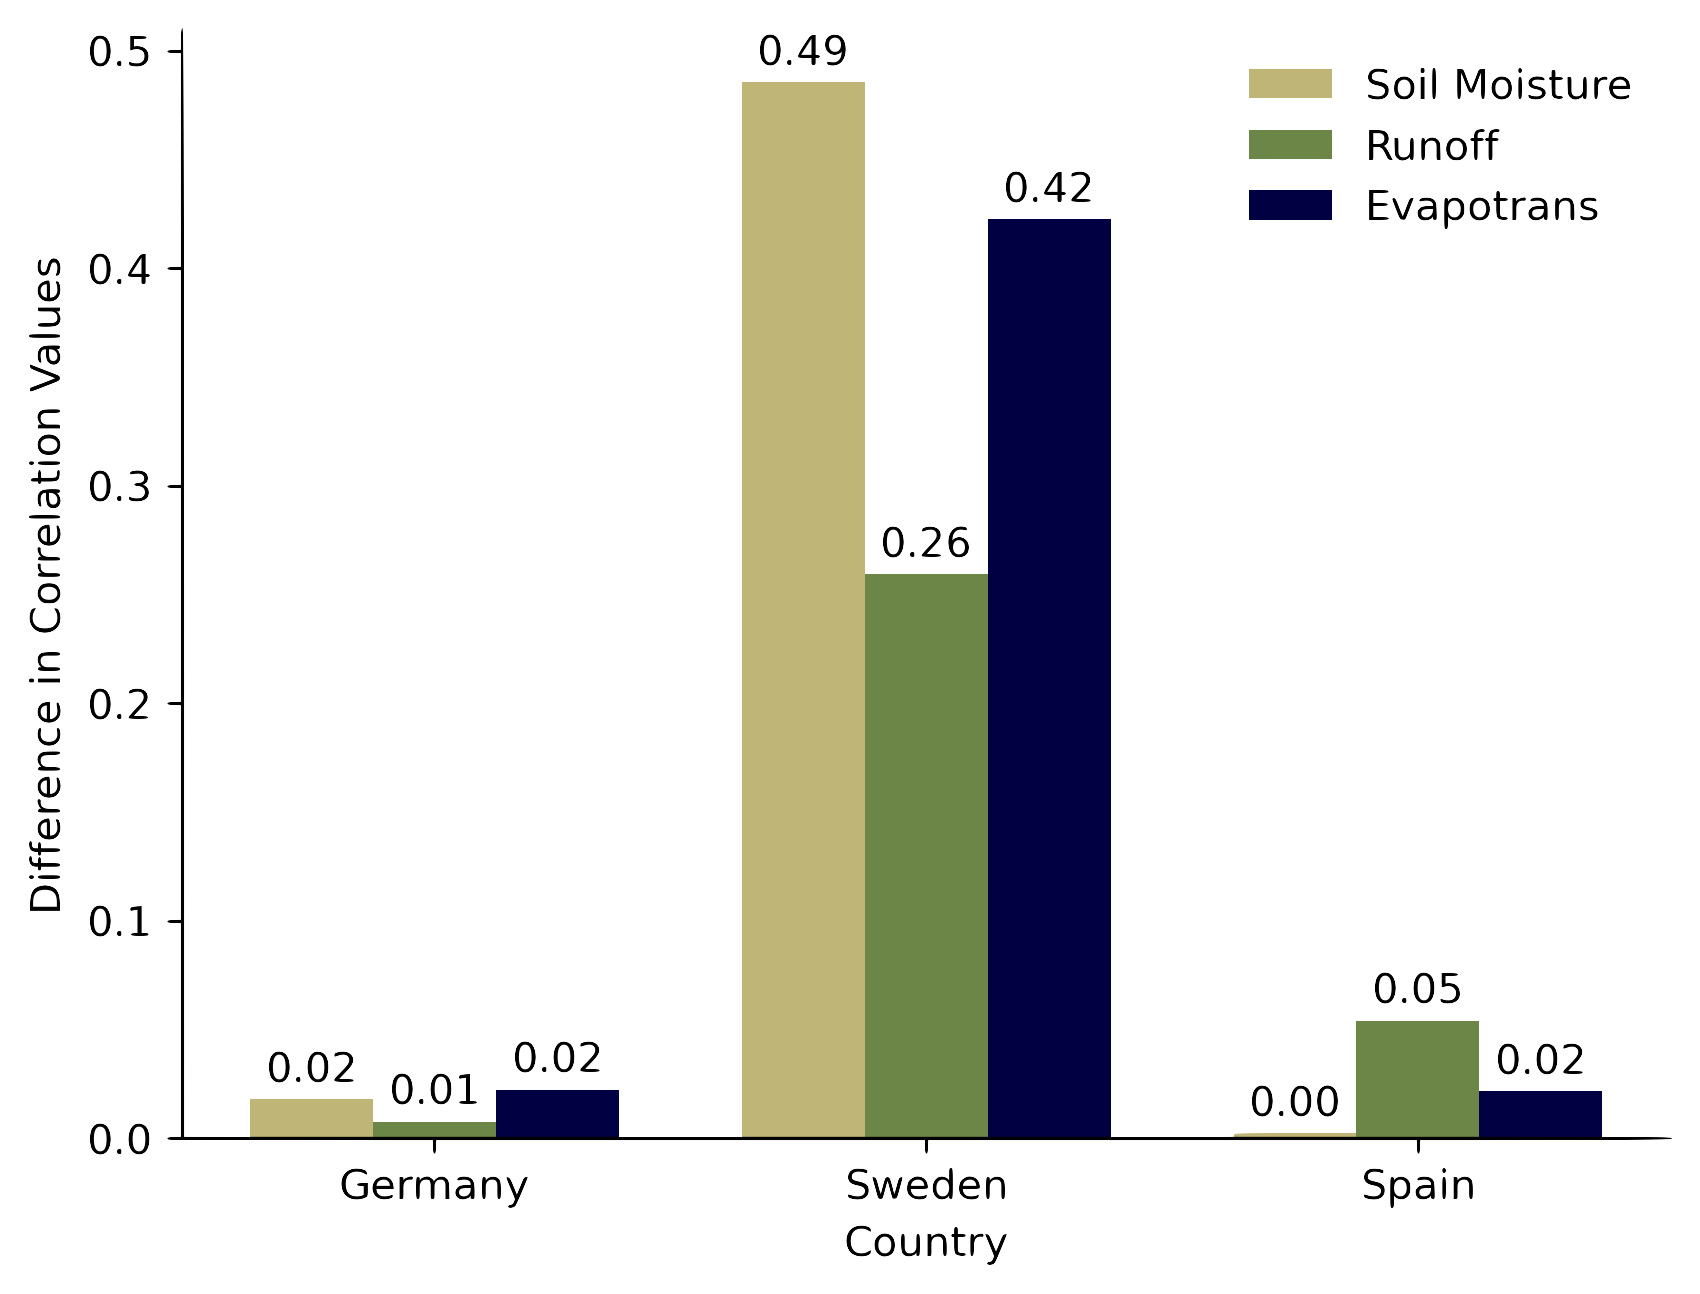 0.5
0.4
0.3
0.2
0.1
0.0
Difference in Correlation Values
Soil Moisture
Runoff
Evapotrans
0.02
0.01
0.02
0.49
0.26
0.42
0.00
0.05
0.02
Germany
Sweden
Spain
Country